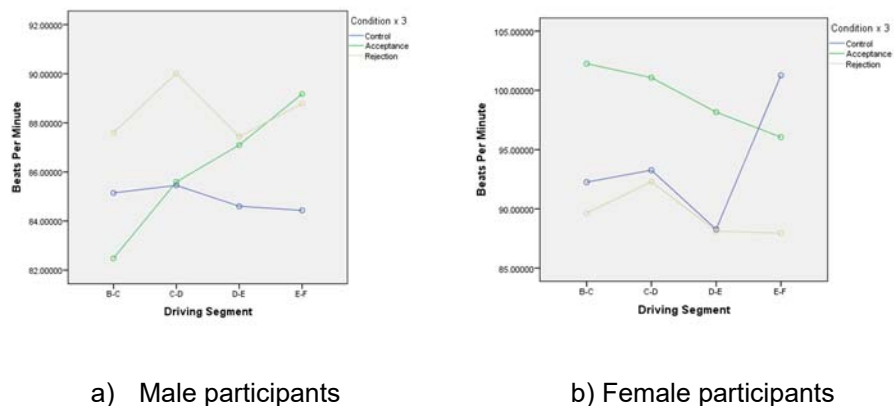 Condition x 3
Control
Acceptance
Rejection
92.00000
90.00000
88.00000
86.00000
84.00000
82.00000
Beats Per Minute
B-C C-D D-E E-F
Driving Segment
Condition x 3
Control
Acceptance
Rejection
105.00000
100.00000
95.00000
90.00000
85.00000
Beats Per Minute
B-C C-D D-E E-F
Driving Segment
a) Male participants
b) Female participants